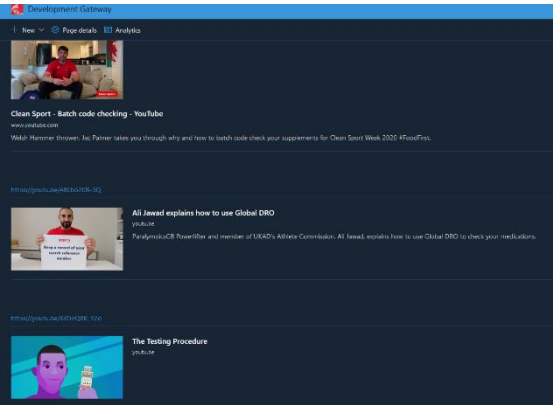 Development Gateway
+ New Page details Analytics
Clean Sport - Batch code checking - YouTube
www.youtube.com
Welsh Hammer thrower, Jac Palmer takes you through why and how to batch code check your supplements for Clean Sport Week 2020 #FoodFirst.
Ali Jawad explains how to use Global DRO
youtu.be
ParalympicsGB Powerlifter and member of UKAD's Athlete Commission, Ali Jawad, explains how to use Global DRO to check your medications.
STEP 5
Keep a record of your
search reference
number
The Testing Procedure
youtu.be